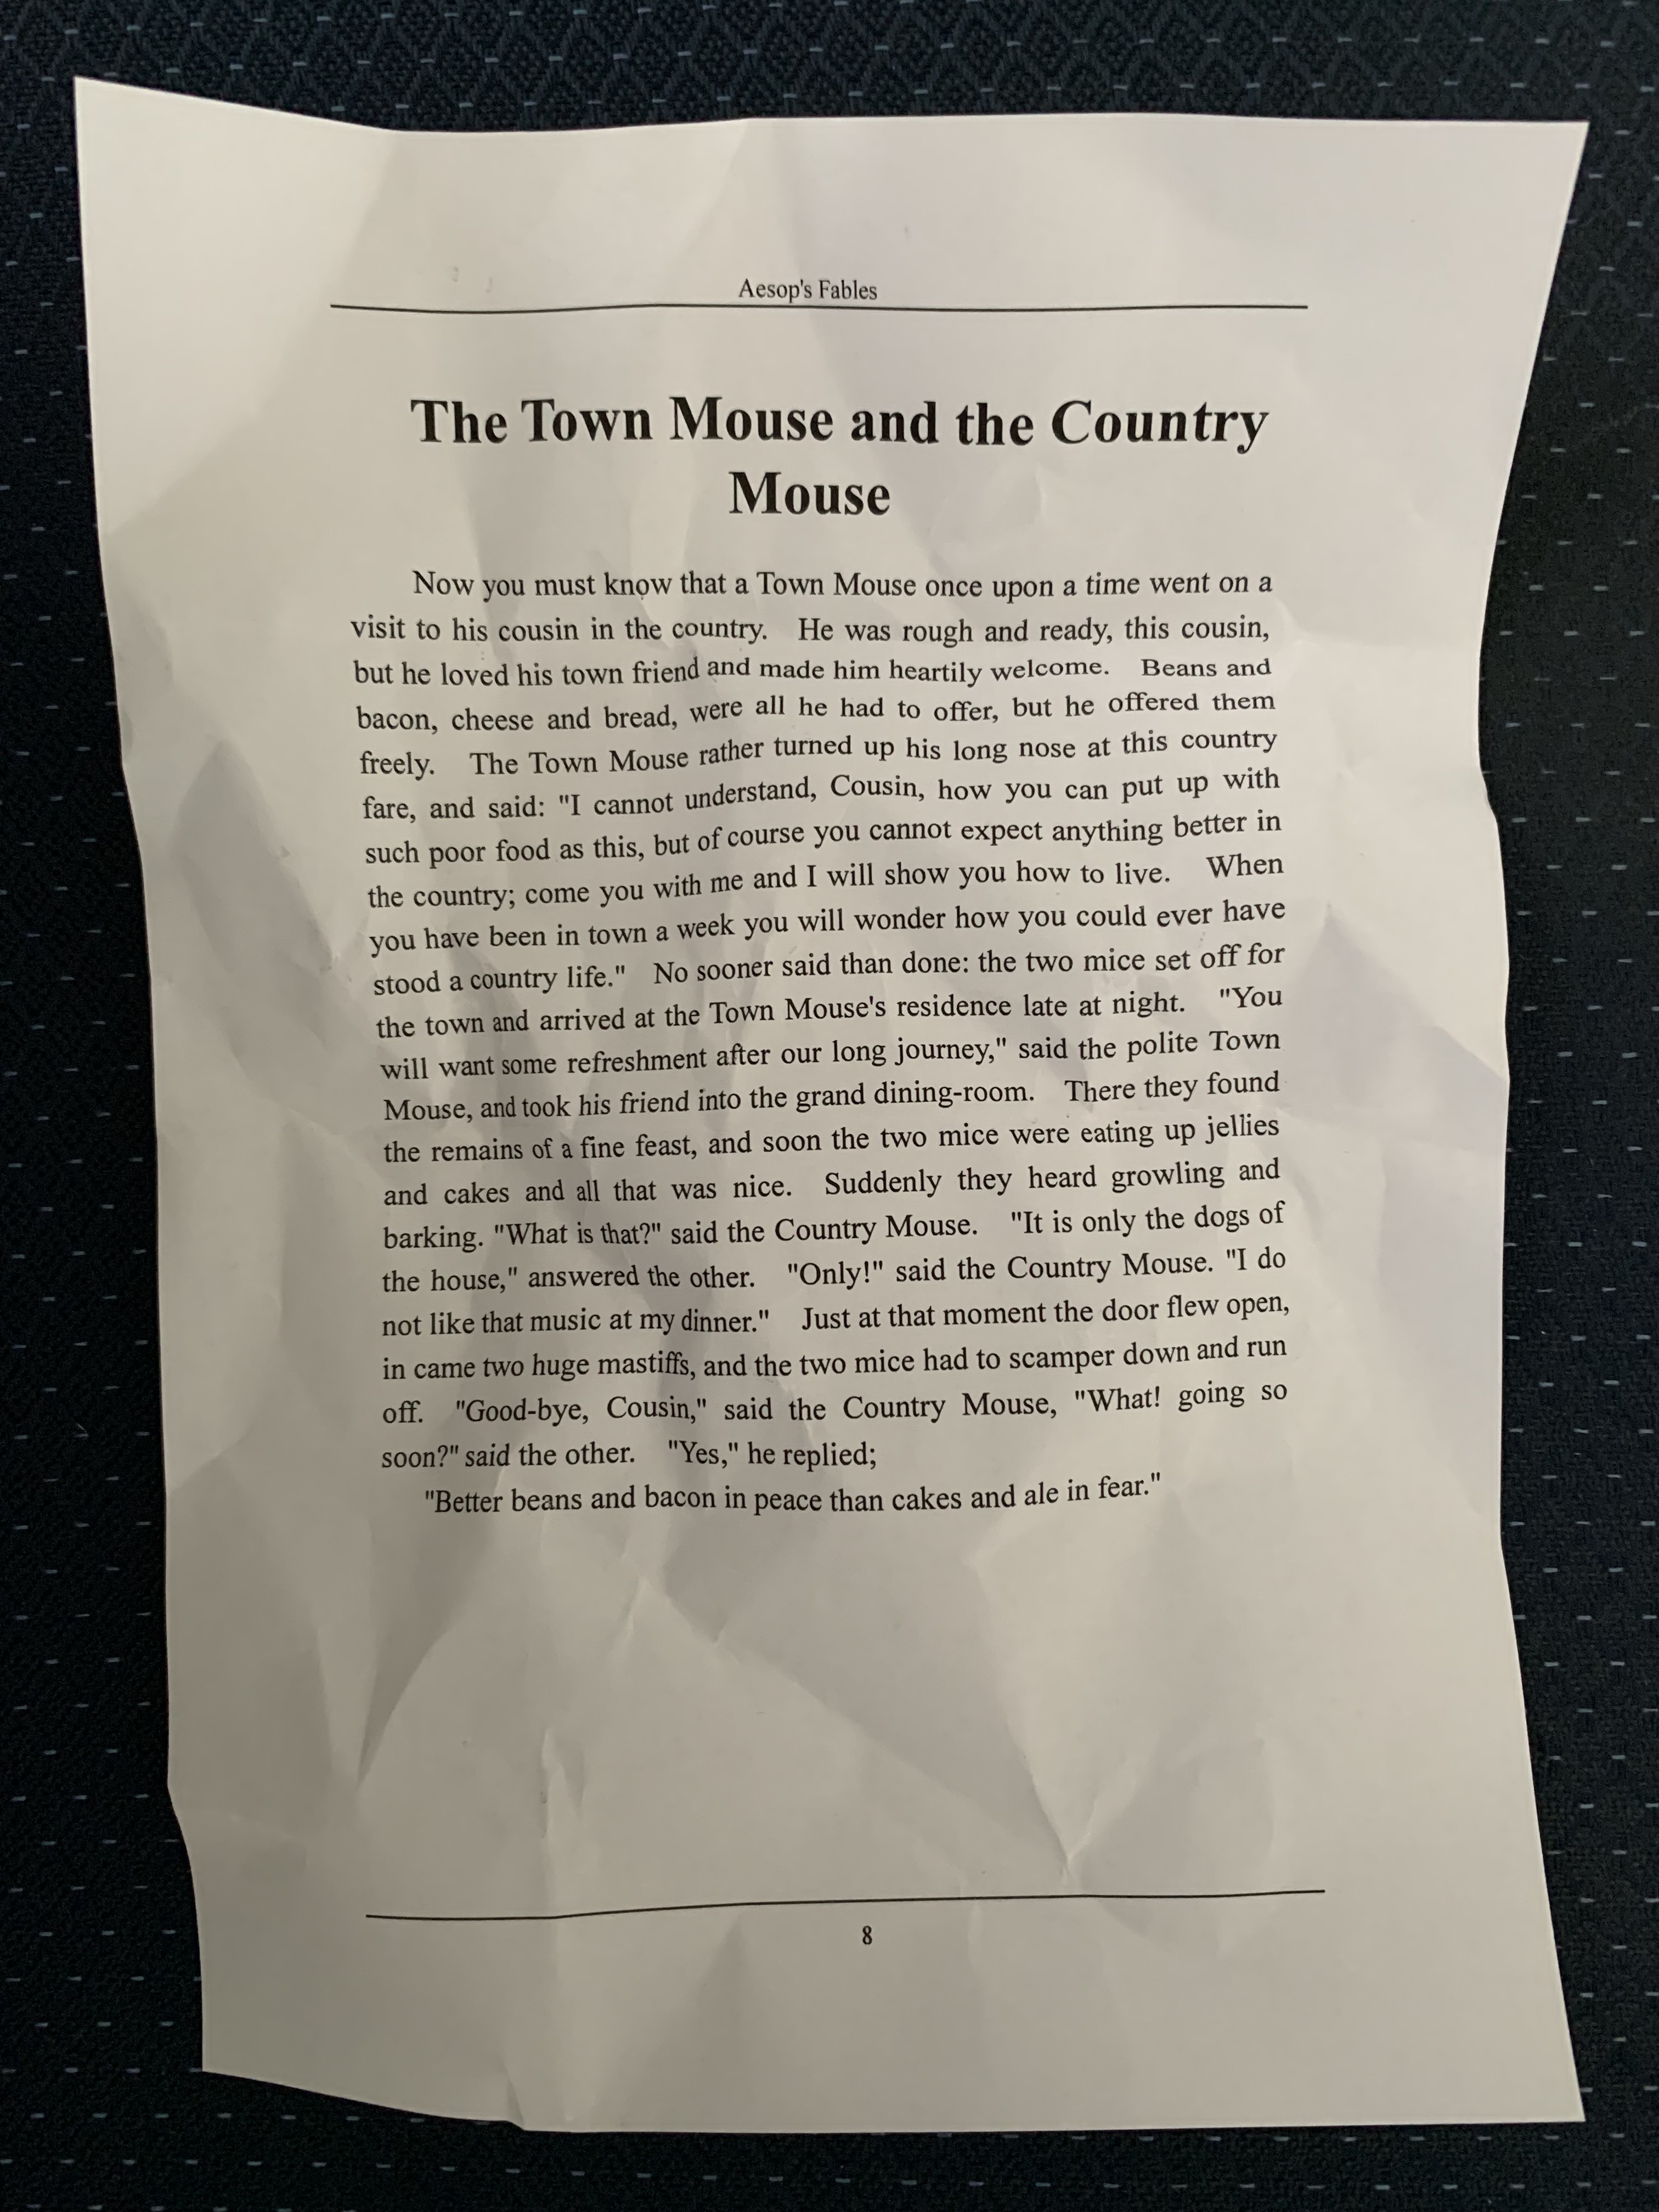 Aesop's Fables
The Town Mouse and the Country
Mouse
Now you must know that a Town Mouse once upon a time went on a
visit to his cousin in the country. He was rough and ready, this cousin,
but he loved his town friend and made him heartily welcome. Beans and
bacon, cheese and bread, were all he had to offer, but he offered them
freely. The Town Mouse rather turned up his long nose at this country
fare, and said: "I cannot understand, Cousin, how you can put up with
such poor food as this, but of course you cannot expect anything better in
the country; come you with me and I will show you how to live. When
you have been in town a week you will wonder how you could ever have
stood a country life." No sooner said than done: the two mice set off for
the town and arrived at the Town Mouse's residence late at night. "You
will want some refreshment after our long journey," said the polite Town
Mouse, and took his friend into the grand dining-room. There they found
the remains of a fine feast, and soon the two mice were eating up jellies
and cakes and all that was nice. Suddenly they heard growling and
barking. "What is that?" said the Country Mouse. "It is only the dogs of
the house," answered the other. "Only!" said the Country Mouse. "I do
not like that music at my dinner." Just at that moment the door flew open,
in came two huge mastiffs, and the two mice had to scamper down and run
off. "Good-bye, Cousin," said the Country Mouse, "What! going so
soon?" said the other. "Yes," he replied;
"Better beans and bacon in peace than cakes and ale in fear."
8